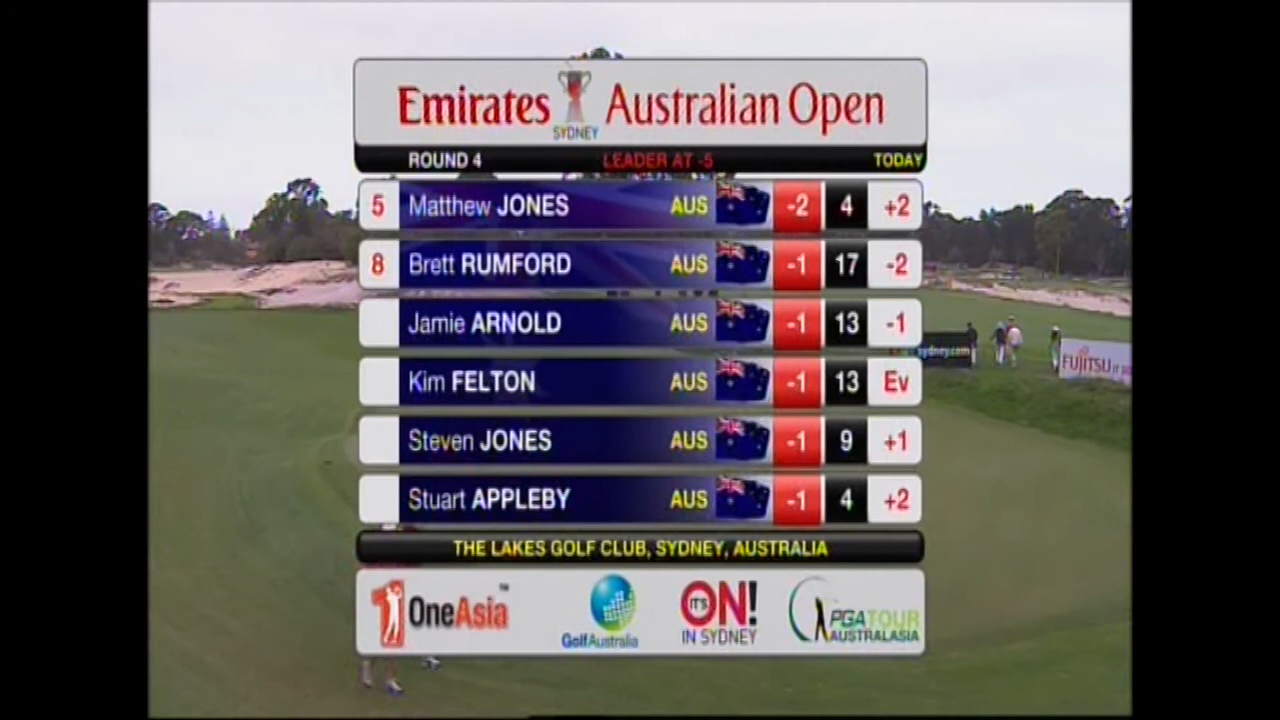 Emirates Australian Open
SYDNEY
ROUND 4 LEADER AT -5 TODAY
5 Matthew JONES AUS -2 4 +2
8 Brett RUMFORD AUS -1 17 -2
Jamie ARNOLD AUS -1 13 -1
Kim FELTON AUS -1 13 Ev
Steven JONES AUS -1 9 +1
Stuart APPLEBY AUS -1 4 +2
sydney.com
FUJITSU
THE LAKES GOLF CLUB, SYDNEY, AUSTRALIA
OneAsia™
GolfAustralia
IT'S ON!
IN SYDNEY
PGA TOUR
AUSTRALASIA